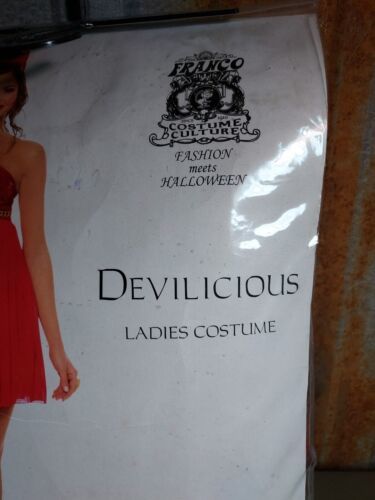 FRANCO
COSTUME
CULTURE
FASHION
meets
HALLOWEEN
DEVILICIOUS
LADIES COSTUME